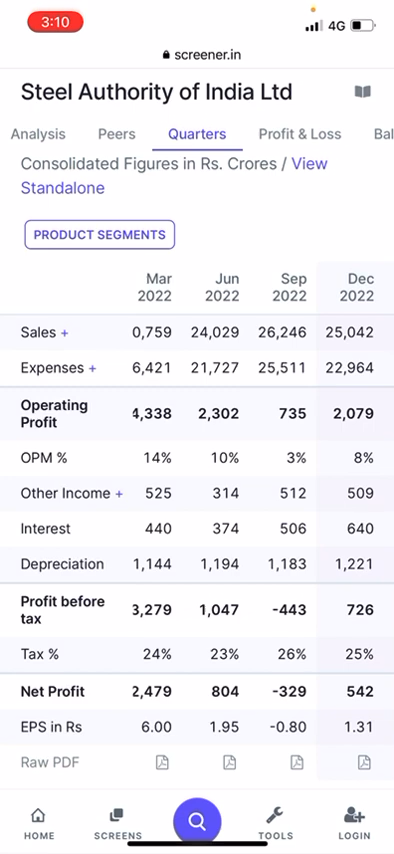 3:10
4G
screener.in
Steel Authority of India Ltd
Analysis Peers Quarters Profit & Loss Bal
Consolidated Figures in Rs. Crores / View
Standalone
PRODUCT SEGMENTS
Mar 2022 Jun 2022 Sep 2022 Dec 2022
Sales + 0,759 24,029 26,246 25,042
Expenses + 6,421 21,727 25,511 22,964
Operating Profit 4,338 2,302 735 2,079
OPM % 14% 10% 3% 8%
Other Income + 525 314 512 509
Interest 440 374 506 640
Depreciation 1,144 1,194 1,183 1,221
Profit before tax 3,279 1,047 -443 726
Tax % 24% 23% 26% 25%
Net Profit 2,479 804 -329 542
EPS in Rs 6.00 1.95 -0.80 1.31
Raw PDF
HOME SCREENS TOOLS LOGIN